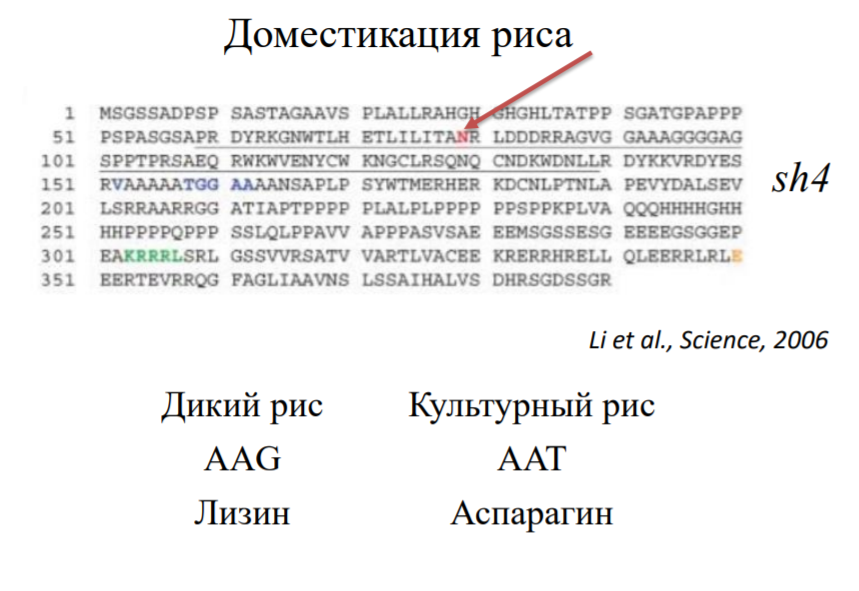 Доместикация риса
1 MSGSSADPSP SASTAGAAVS PLALLRAHGH GHGHLTATPP SGATGPAPPP
51 PSPASGSAPR DYRKGNWTLH ETLILITANR LDDDRRAGVG GAAAGGGGAG
101 SPPTPRSAEQ RWKWVENYCW KNGCLRSQNQ CNDKWDNLLR DYKKVRDYES
151 RVAAAAATGG AAAANSAPLP SYWTMERHER KDCNLPTNLA PEVYDALSEV
sh4
201 LSRRAARRGG ATIAPTPPPP PLALPLPPPP PPSPPKPLVA QQQHHHHGHH
251 HHPPPPQPPP SSLQLPPAVV APPPASVSAE EEMSGSSESG EEEEGSGGEP
301 EAKRRRLSRL GSSVVRSATV VARTLVACEE KRERRHRELL QLEERRLRLE
351 EERTEVRRQG FAGLIAAVNS LSSAIHALVS DHRSGDSSGR
Li et al., Science, 2006
Дикий рис Культурный рис
AAG AAT
Лизин Аспарагин